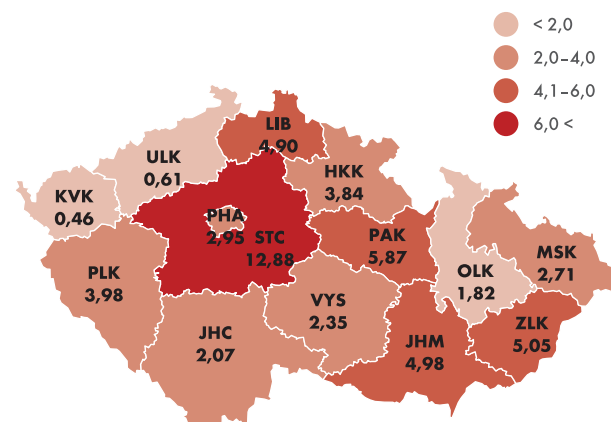 < 2,0
2,0–4,0
4,1–6,0
6,0 <
LIB
4,90
ULK
0,61
HKK
3,84
KVK
0,46
PHA
2,95
STC
12,88
PAK
5,87
MSK
2,71
OLK
1,82
PLK
3,98
VYS
2,35
ZLK
5,05
JHC
2,07
JHM
4,98